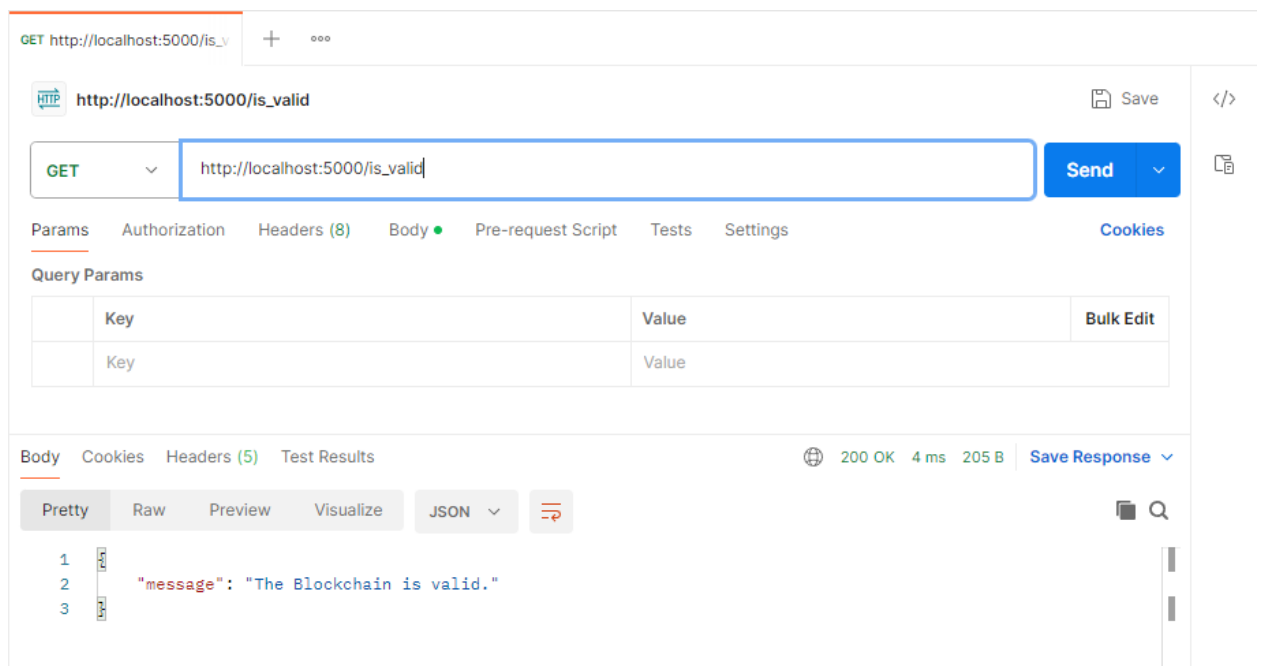 GET http://localhost:5000/is_v
HTTP http://localhost:5000/is_valid Save </>
GET http://localhost:5000/is_valid Send
Params Authorization Headers (8) Body Pre-request Script Tests Settings Cookies
Query Params
Key Value Bulk Edit
Key Value
Body Cookies Headers (5) Test Results 200 OK 4 ms 205 B Save Response
Pretty Raw Preview Visualize JSON
1 {
2 "message": "The Blockchain is valid."
3 }